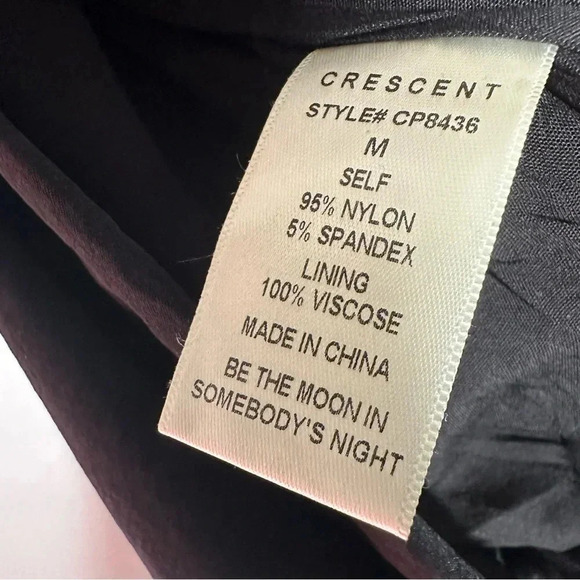 CRESCENT
STYLE# CP8436
M
SELF
95% NYLON
5% SPANDEX
LINING
100% VISCOSE
MADE IN CHINA
BE THE MOON IN
SOMEBODY'S NIGHT